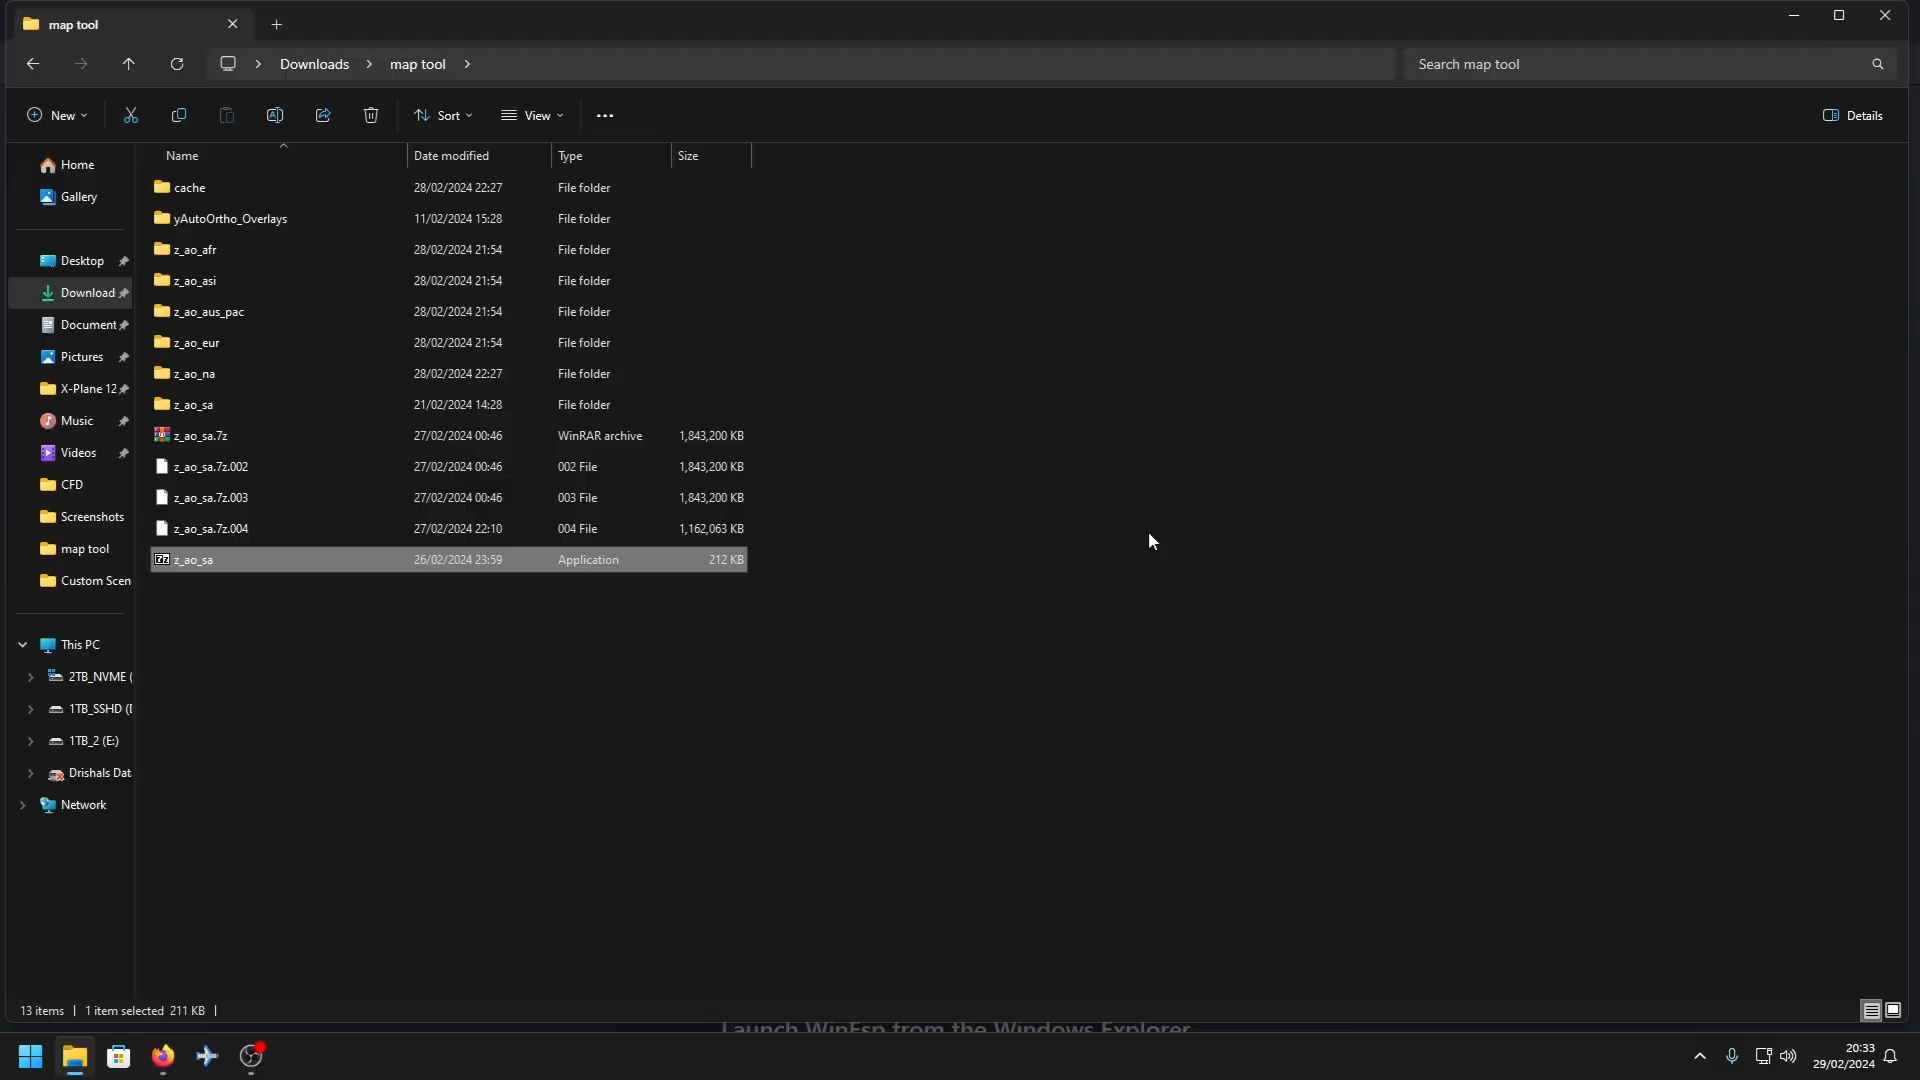 map tool
Downloads
map tool
Search map tool
New
Sort
View
Details
Name
Date modified
Type
Size
Home
Gallery
Desktop
Download
Document
Pictures
X-Plane 12
Music
Videos
CFD
Screenshots
map tool
Custom Scen
This PC
2TB_NVME (
1TB_SSHD (
1TB_2 (E:)
Drishals Dat
Network
cache 28/02/2024 22:27 File folder
yAutoOrtho_Overlays 11/02/2024 15:28 File folder
z_ao_afr 28/02/2024 21:54 File folder
z_ao_asi 28/02/2024 21:54 File folder
z_ao_aus_pac 28/02/2024 21:54 File folder
z_ao_eur 28/02/2024 21:54 File folder
z_ao_na 28/02/2024 22:27 File folder
z_ao_sa 21/02/2024 14:28 File folder
z_ao_sa.7z 27/02/2024 00:46 WinRAR archive 1,843,200 KB
z_ao_sa.7z.002 27/02/2024 00:46 002 File 1,843,200 KB
z_ao_sa.7z.003 27/02/2024 00:46 003 File 1,843,200 KB
z_ao_sa.7z.004 27/02/2024 22:10 004 File 1,162,063 KB
z_ao_sa 26/02/2024 23:59 Application 212 KB
13 items | 1 item selected 211 KB |
Launch WinEsp from the Windows Explorer
20:33
29/02/2024